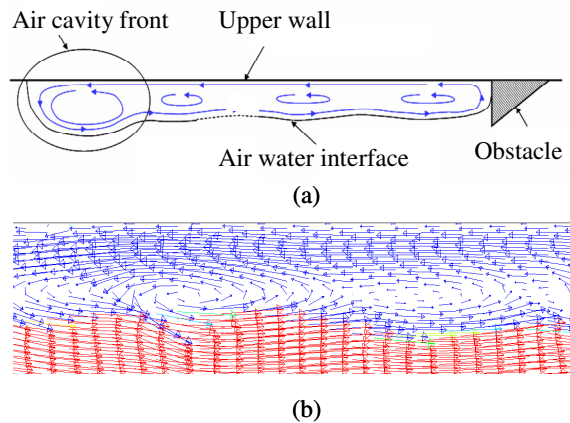 Air cavity front
Upper wall
Air water interface
Obstacle
(a)
(b)